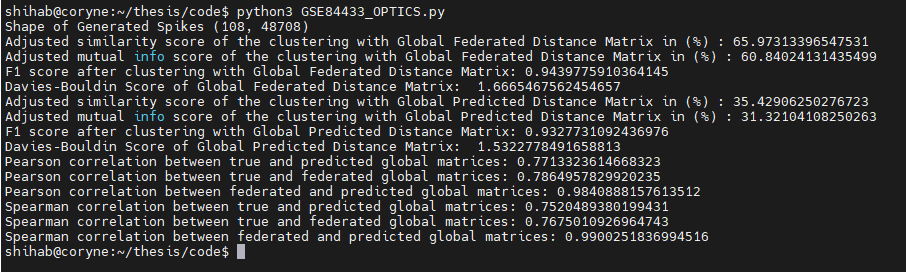 shihab@coryne:~/thesis/code$ python3 GSE84433_OPTICS.py
Shape of Generated Spikes (108, 48708)
Adjusted similarity score of the clustering with Global Federated Distance Matrix in (%) : 65.97313396547531
Adjusted mutual info score of the clustering with Global Federated Distance Matrix in (%) : 60.84024131435499
F1 score after clustering with Global Federated Distance Matrix: 0.9439775910364145
Davies-Bouldin Score of Global Federated Distance Matrix:  1.6665467562454657
Adjusted similarity score of the clustering with Global Predicted Distance Matrix in (%) : 35.42906250276723
Adjusted mutual info score of the clustering with Global Predicted Distance Matrix in (%) : 31.32104108250263
F1 score after clustering with Global Predicted Distance Matrix: 0.9327731092436976
Davies-Bouldin Score of Global Predicted Distance Matrix:  1.5322778491658813
Pearson correlation between true and predicted global matrices: 0.7713323614668323
Pearson correlation between true and federated global matrices: 0.7864957829920235
Pearson correlation between federated and predicted global matrices: 0.9840888157613512
Spearman correlation between true and predicted global matrices: 0.7520489380199431
Spearman correlation between true and federated global matrices: 0.7675010926964743
Spearman correlation between federated and predicted global matrices: 0.9900251836994516
shihab@coryne:~/thesis/code$